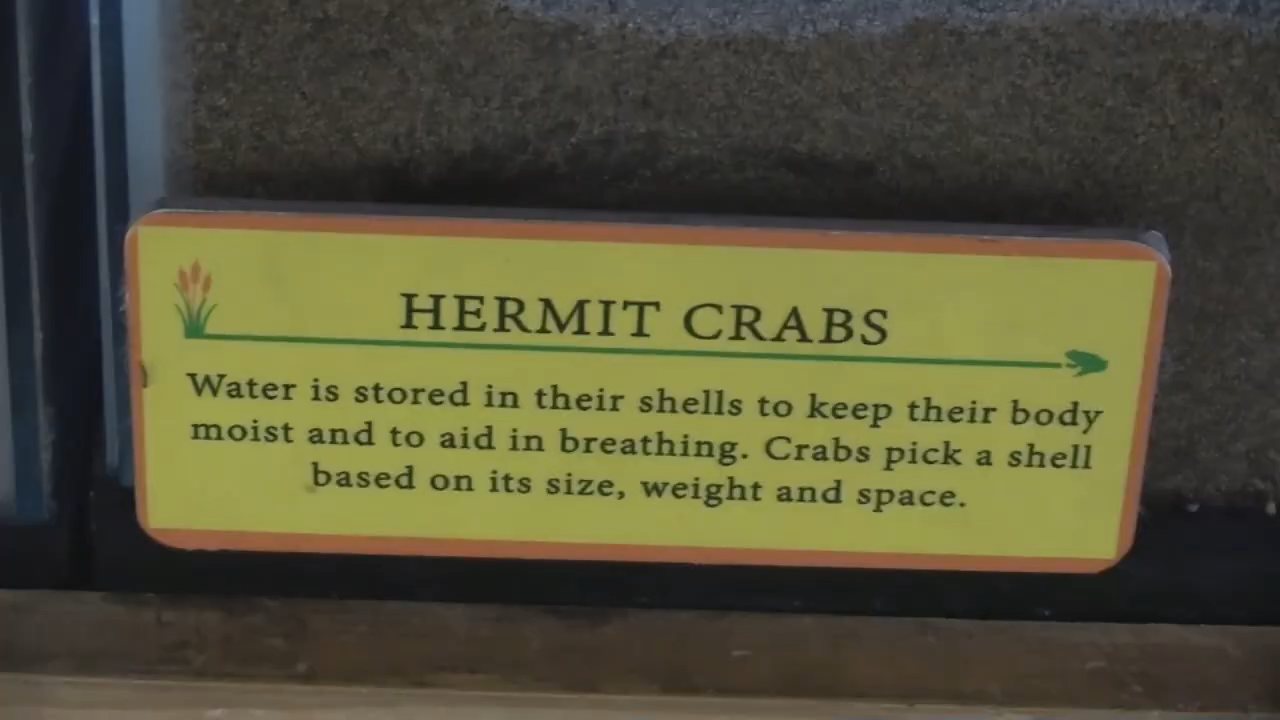 HERMIT CRABS
Water is stored in their shells to keep their body
moist and to aid in breathing. Crabs pick a shell
based on its size, weight and space.